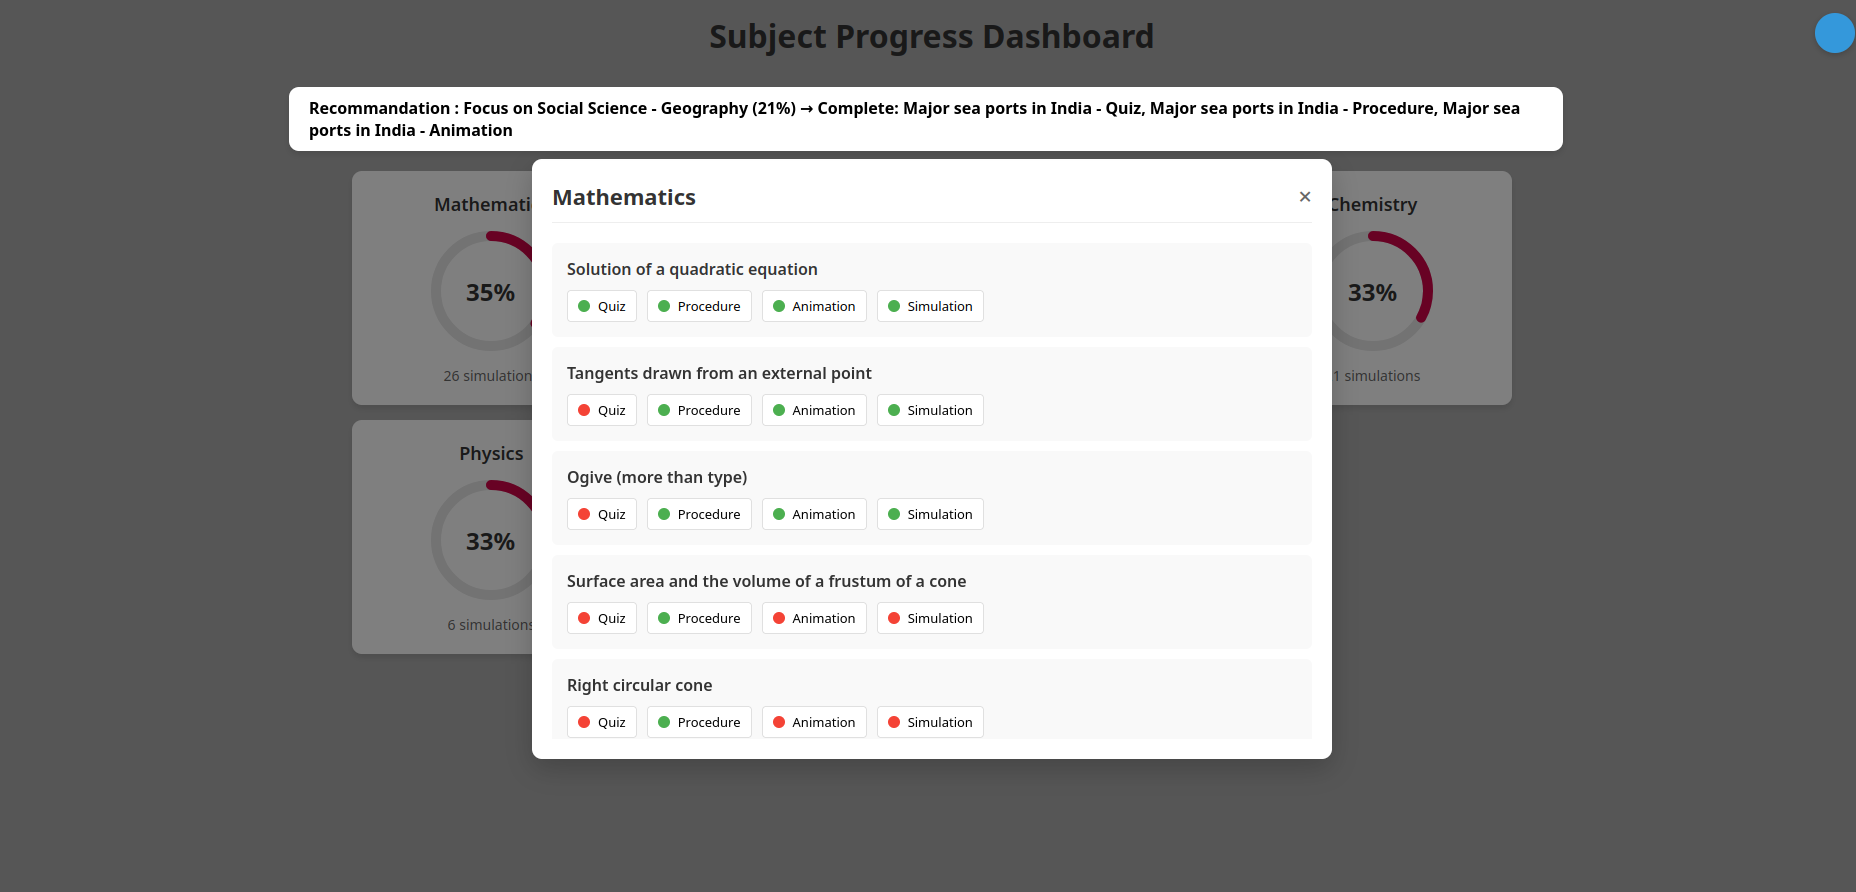 Subject Progress Dashboard
Recommandation : Focus on Social Science - Geography (21%) → Complete: Major sea ports in India - Quiz, Major sea ports in India - Procedure, Major sea
ports in India - Animation
Mathematics
×
Solution of a quadratic equation
Quiz Procedure Animation Simulation
Tangents drawn from an external point
Quiz Procedure Animation Simulation
Ogive (more than type)
Quiz Procedure Animation Simulation
Surface area and the volume of a frustum of a cone
Quiz Procedure Animation Simulation
Right circular cone
Quiz Procedure Animation Simulation
Mathemati
35%
26 simulation
Chemistry
33%
1 simulations
Physics
33%
6 simulations